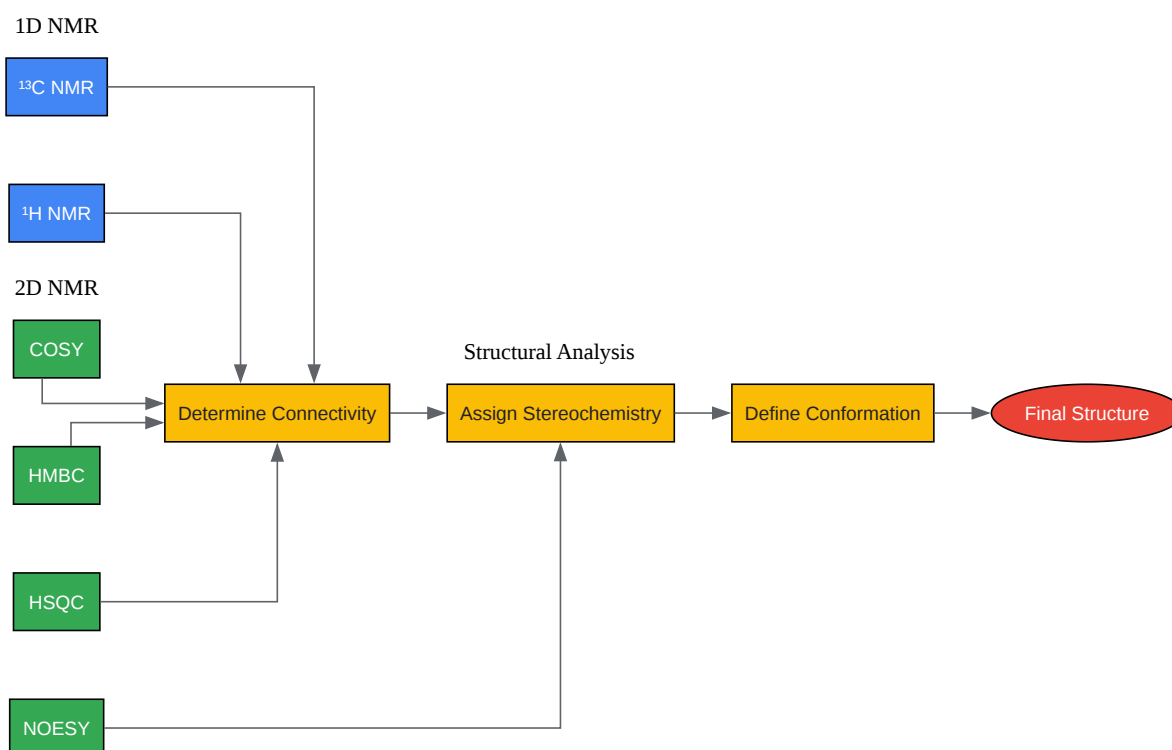 1D NMR
¹³C NMR
¹H NMR
2D NMR
COSY
Structural Analysis
Determine Connectivity
Assign Stereochemistry
Define Conformation
Final Structure
HMBC
HSQC
NOESY